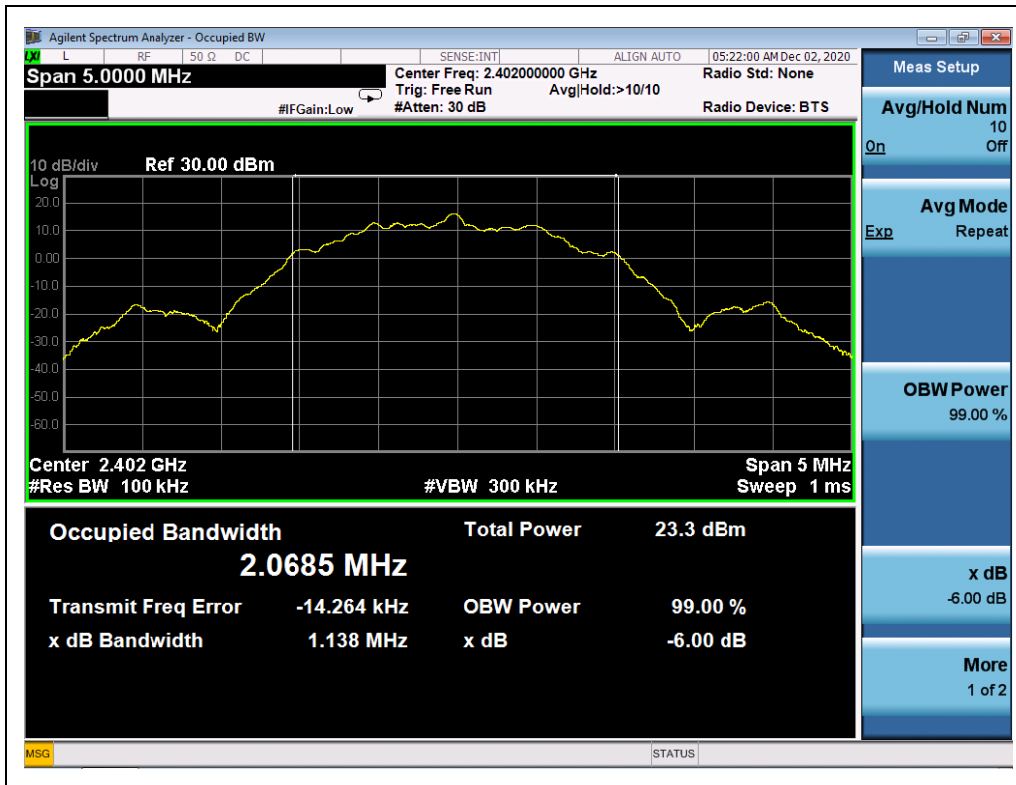 Agilent Spectrum Analyzer - Occupied BW
LXI L RF 50 Ω DC SENSE:INT ALIGN AUTO 05:22:00 AM Dec 02, 2020
Span 5.0000 MHz
Center Freq: 2.402000000 GHz Radio Std: None
Trig: Free Run Avg|Hold:>10/10
#IFGain:Low #Atten: 30 dB Radio Device: BTS
10 dB/div Ref 30.00 dBm
Log
20.0
10.0
0.00
-10.0
-20.0
-30.0
-40.0
-50.0
-60.0
Center 2.402 GHz Span 5 MHz
#Res BW 100 kHz #VBW 300 kHz Sweep 1 ms
Occupied Bandwidth Total Power 23.3 dBm
2.0685 MHz
Transmit Freq Error -14.264 kHz OBW Power 99.00 %
x dB Bandwidth 1.138 MHz x dB -6.00 dB
MSG STATUS
Meas Setup
Avg/Hold Num
10
On Off
Avg Mode
Exp Repeat
OBW Power
99.00 %
x dB
-6.00 dB
More
1 of 2